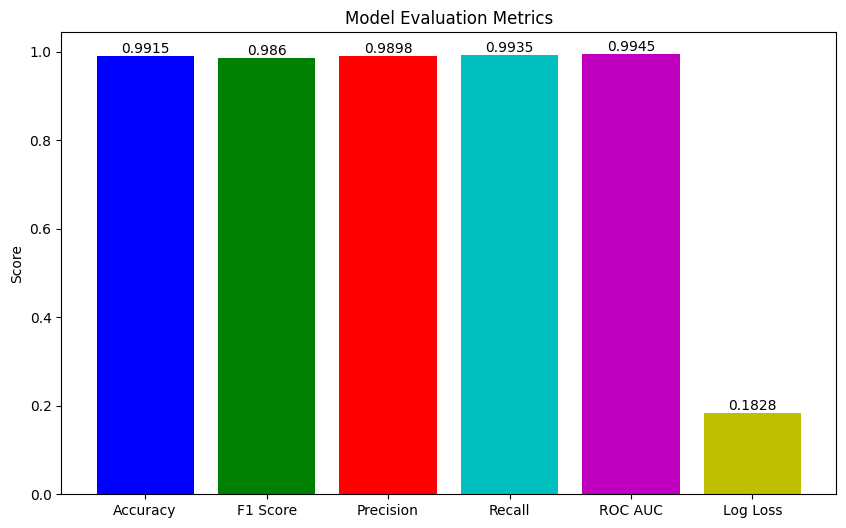 Model Evaluation Metrics
Score
1.0
0.8
0.6
0.4
0.2
0.0
0.9915
0.986
0.9898
0.9935
0.9945
0.1828
Accuracy
F1 Score
Precision
Recall
ROC AUC
Log Loss